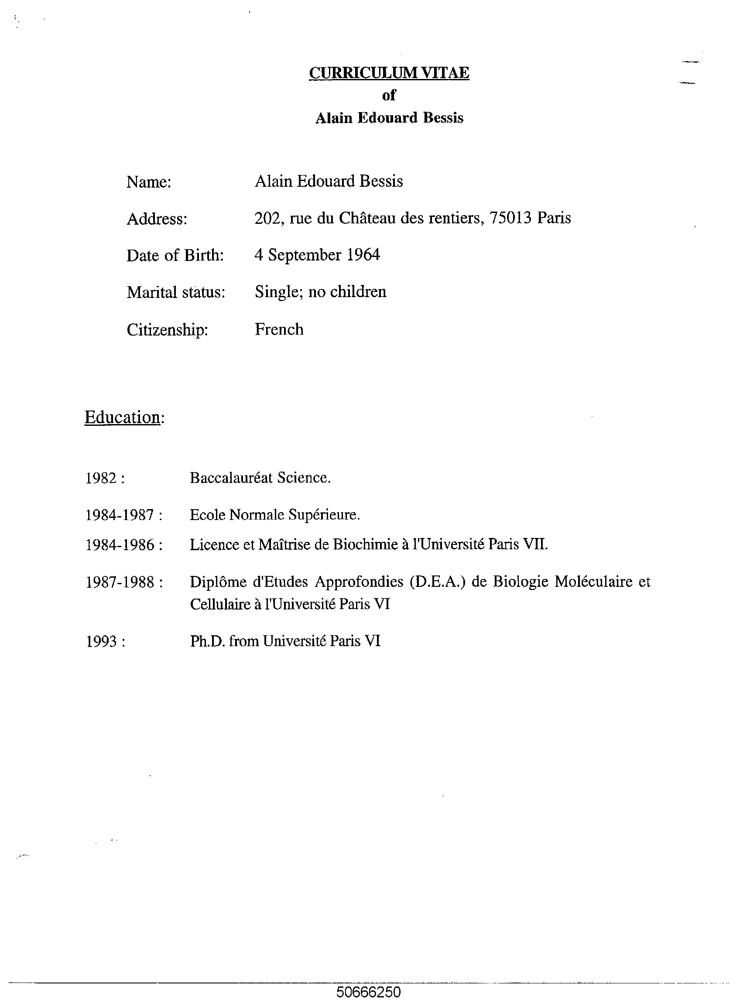 CURRICULUM VITAE
of
Alain Edouard Bessis
Name: Alain Edouard Bessis
Address: 202, rue du Château des rentiers, 75013 Paris
Date of Birth: 4 September 1964
Marital status: Single; no children
Citizenship: French
Education:
1982 : Baccalauréat Science.
1984-1987 : Ecole Normale Supérieure.
1984-1986 : Licence et Maîtrise de Biochimie à l'Université Paris VII.
1987-1988 : Diplôme d'Etudes Approfondies (D.E.A.) de Biologie Moléculaire et
Cellulaire à l'Université Paris VI
1993 : Ph.D. from Université Paris VI
50666250